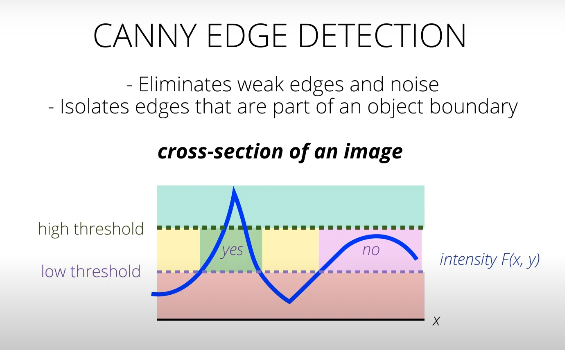 CANNY EDGE DETECTION
- Eliminates weak edges and noise
- Isolates edges that are part of an object boundary
cross-section of an image
high threshold
yes
no
low threshold
intensity F(x, y)
x